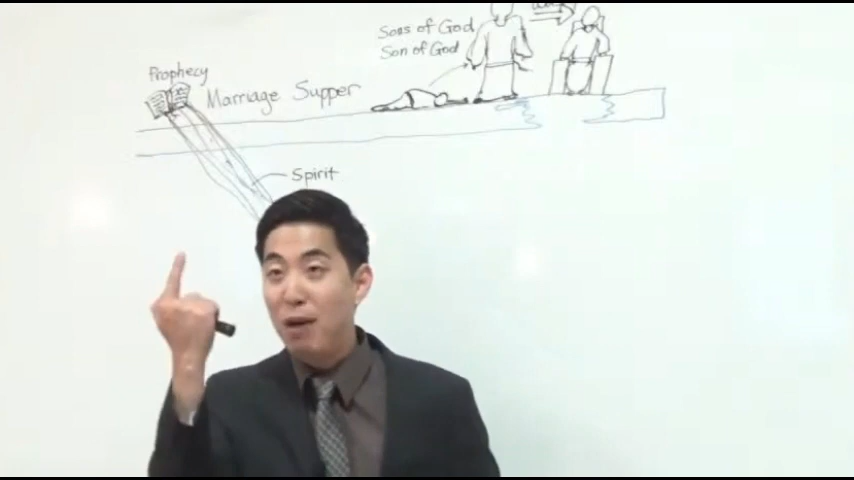 Sons of God
Son of God
Prophecy
Marriage Supper
Spirit